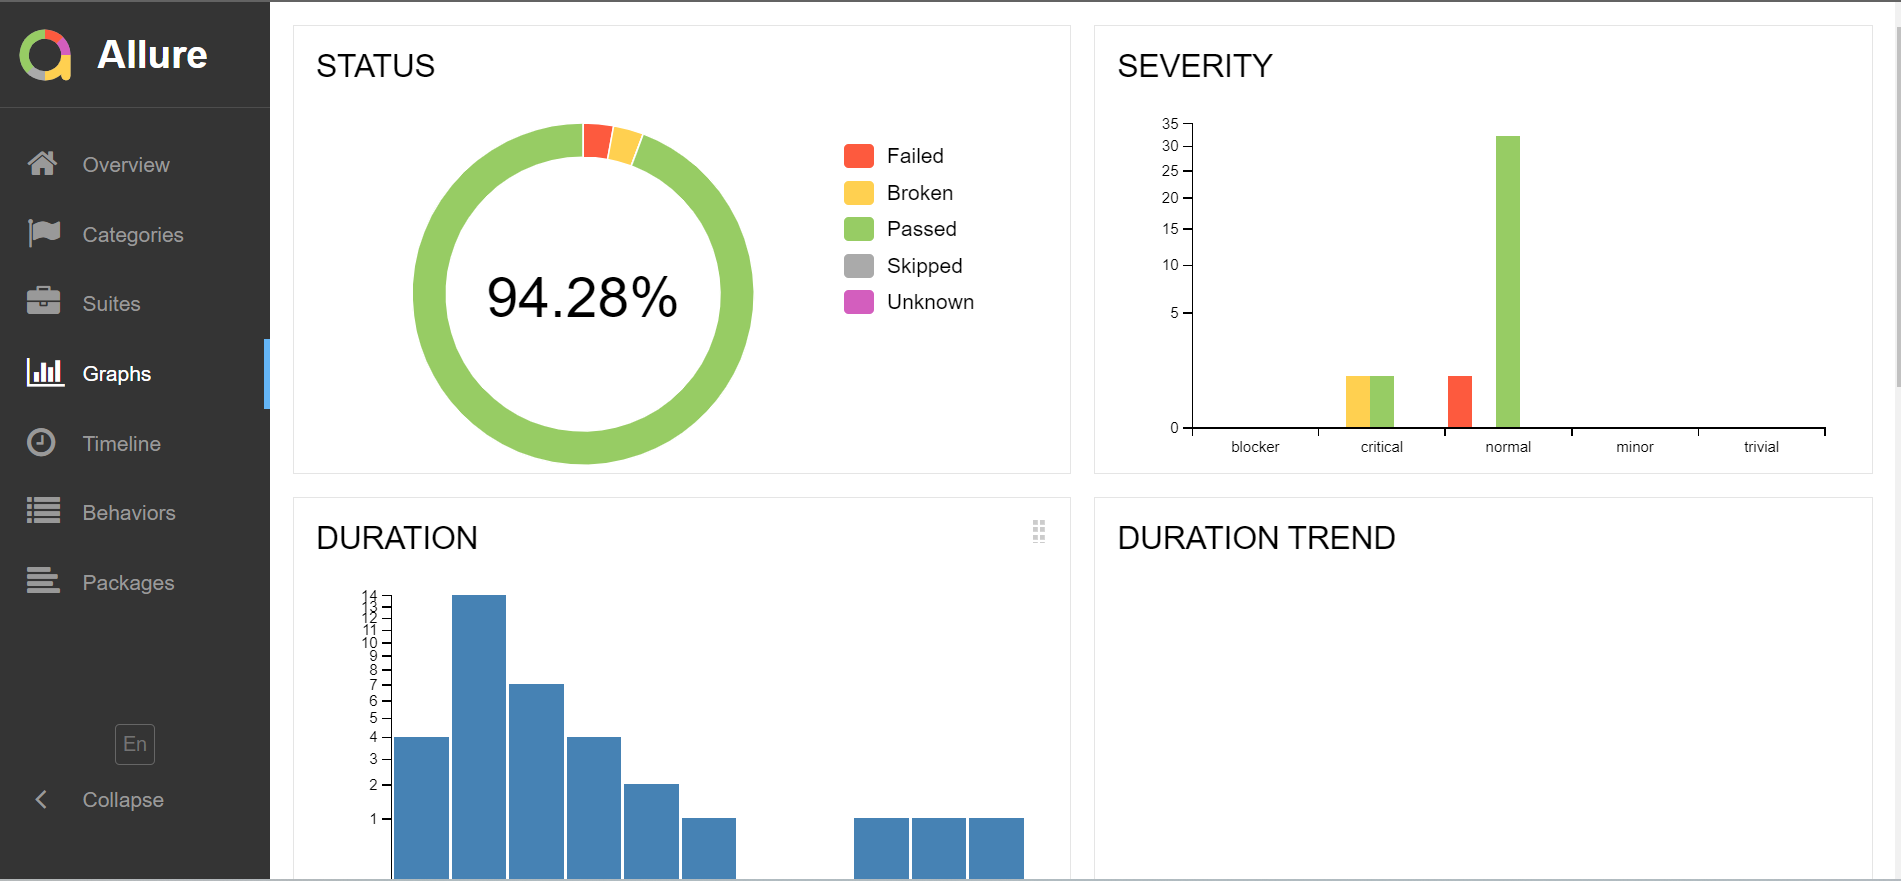 Allure
Overview
Categories
Suites
Graphs
Timeline
Behaviors
Packages
En
Collapse
STATUS
94.28%
Failed
Broken
Passed
Skipped
Unknown
SEVERITY
35
30
25
20
15
10
5
0
blocker critical normal minor trivial
DURATION
14
13
12
11
10
9
8
7
6
5
4
3
2
1
DURATION TREND